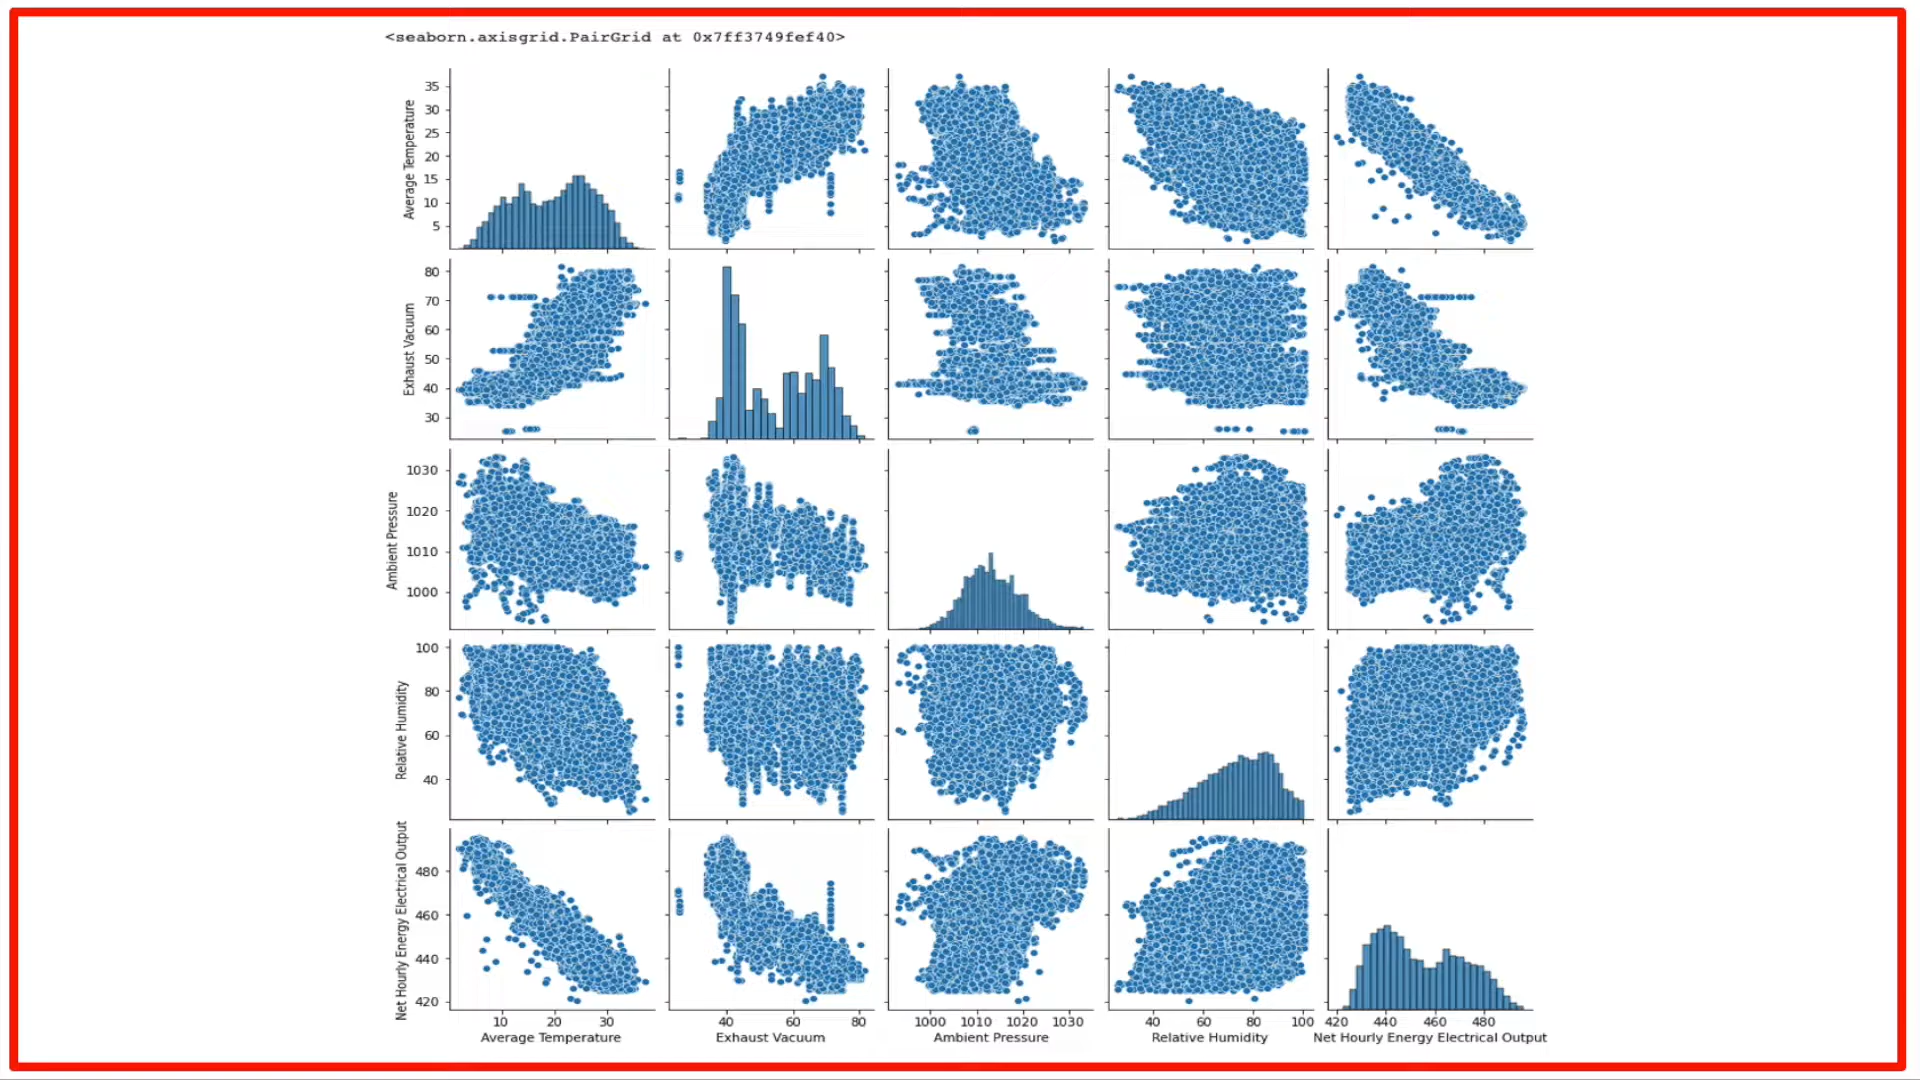 <seaborn.axisgrid.PairGrid at 0x7ff3749fef40>
Average Temperature
35
30
25
20
15
10
5
Exhaust Vacuum
80
70
60
50
40
30
Ambient Pressure
1030
1020
1010
1000
Relative Humidity
100
80
60
40
Net Hourly Energy Electrical Output
480
460
440
420
10 20 30
40 60 80
1000 1010 1020 1030
40 60 80 100
420 440 460 480
Average Temperature
Exhaust Vacuum
Ambient Pressure
Relative Humidity
Net Hourly Energy Electrical Output